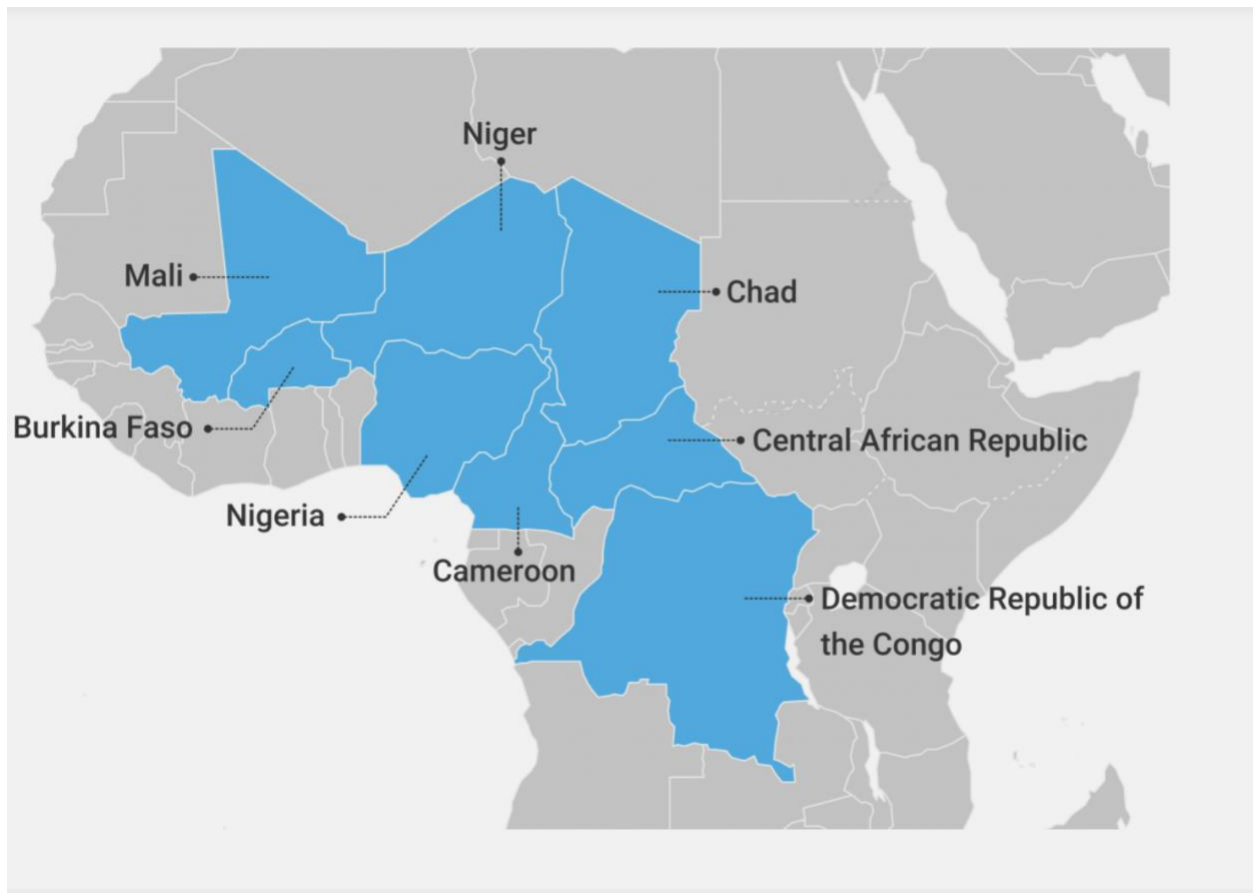 Niger
Mali
Chad
Burkina Faso
Central African Republic
Nigeria
Cameroon
Democratic Republic of
the Congo